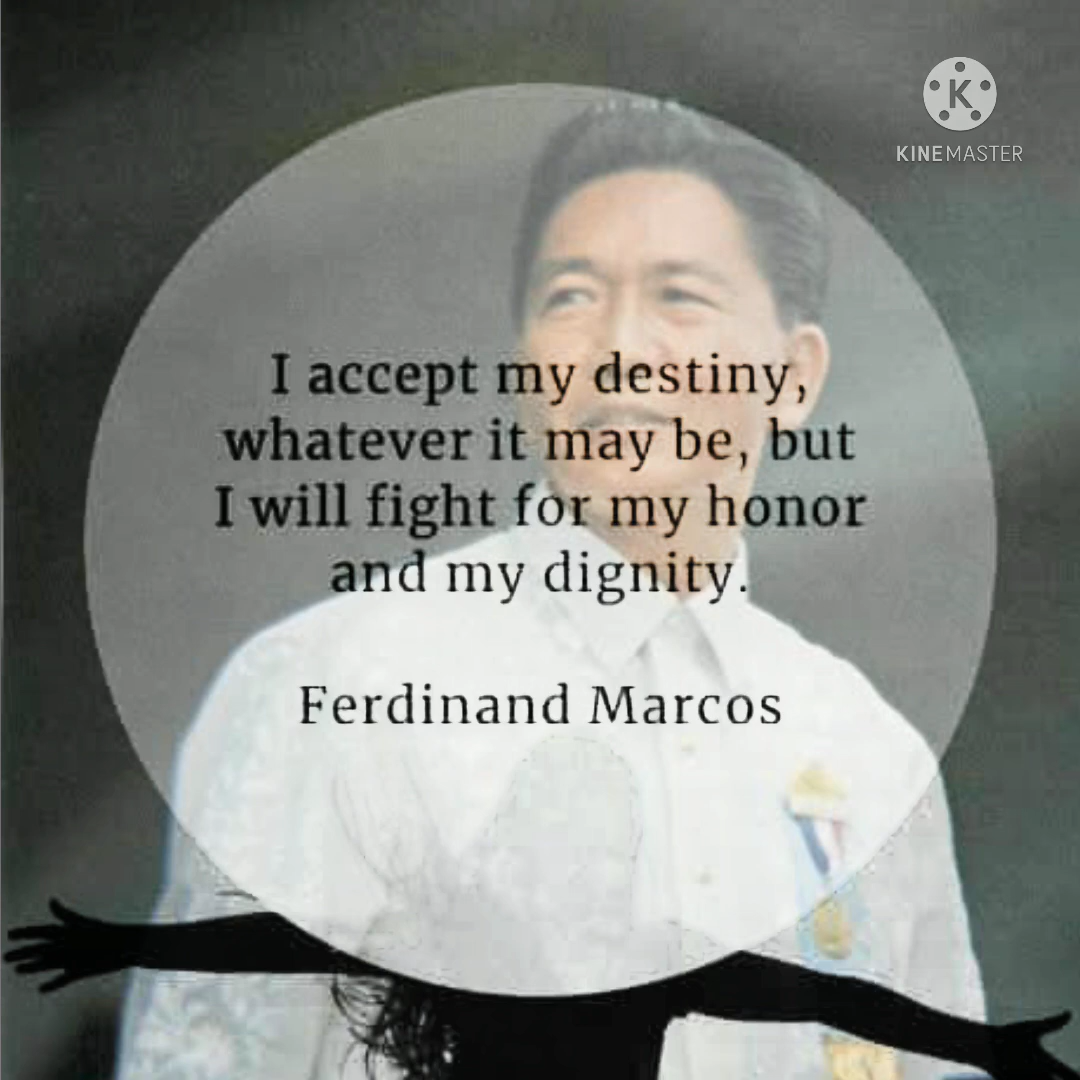 K
KINEMASTER
I accept my destiny,
whatever it may be, but
I will fight for my honor
and my dignity.
Ferdinand Marcos